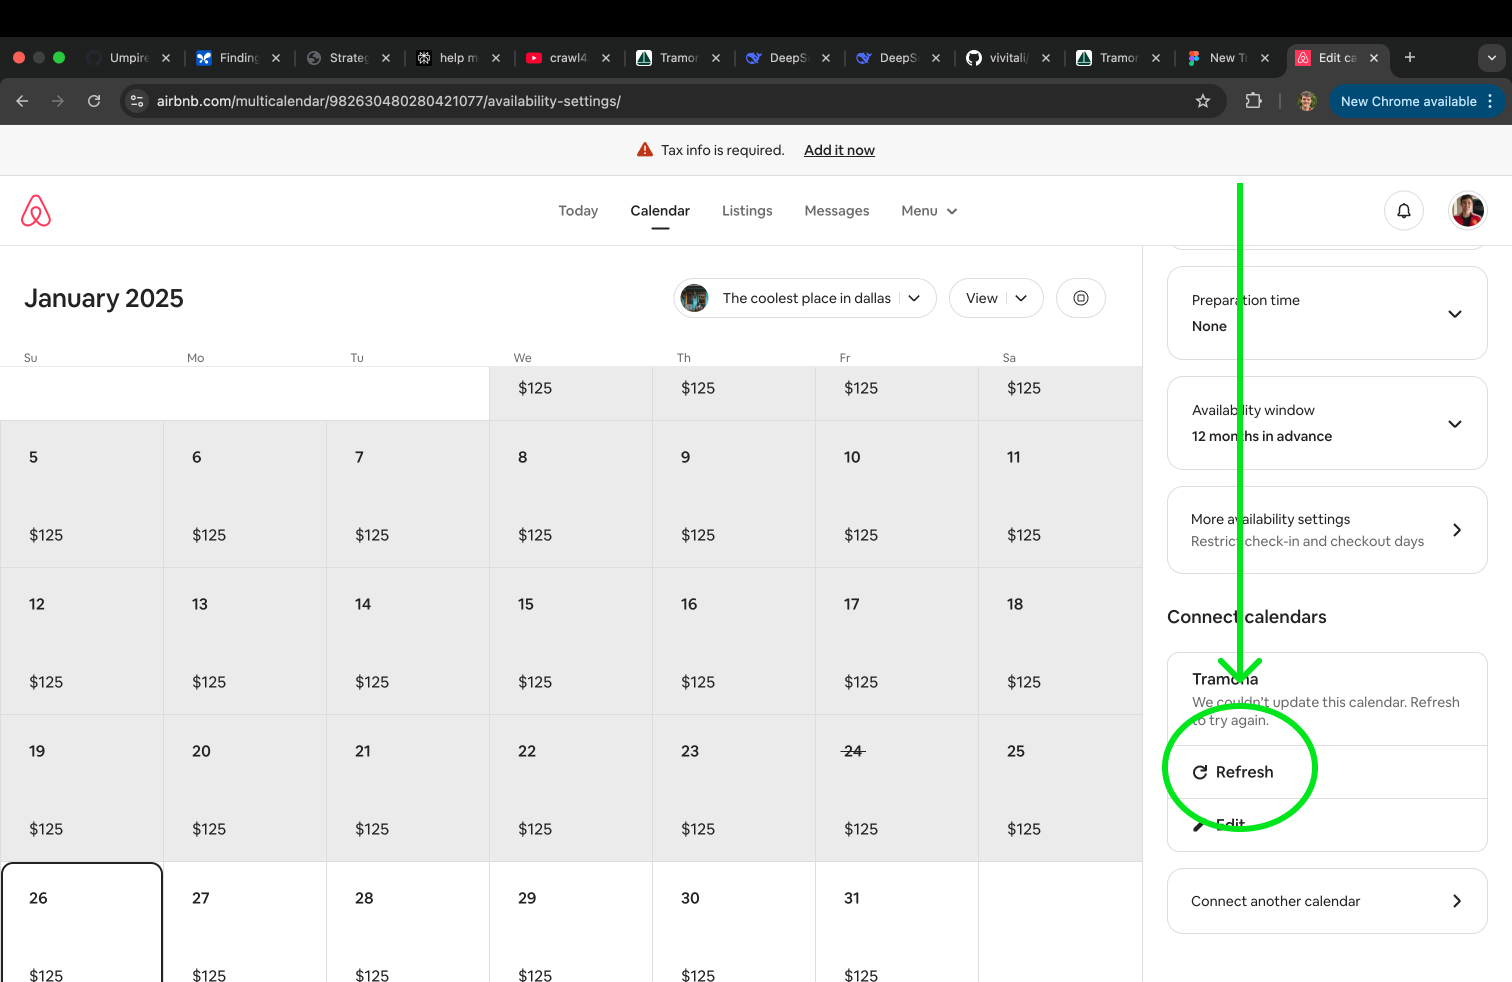 Umpire
Finding
Strateg
help m
crawl4
Tramor
DeepS
DeepS
vivitali/
Tramor
New T
Edit ca
airbnb.com/multicalendar/982630480280421077/availability-settings/
New Chrome available
Tax info is required. Add it now
Today Calendar Listings Messages Menu
January 2025
The coolest place in dallas
View
Su Mo Tu We Th Fr Sa
$125 $125 $125 $125
5 6 7 8 9 10 11
$125 $125 $125 $125 $125 $125 $125
12 13 14 15 16 17 18
$125 $125 $125 $125 $125 $125 $125
19 20 21 22 23 24 25
$125 $125 $125 $125 $125 $125 $125
26 27 28 29 30 31
$125 $125 $125 $125 $125 $125
Preparation time
None
Availability window
12 months in advance
More availability settings
Restrict check-in and checkout days
Connect calendars
Tramona
We couldn't update this calendar. Refresh
to try again.
Refresh
Edit
Connect another calendar